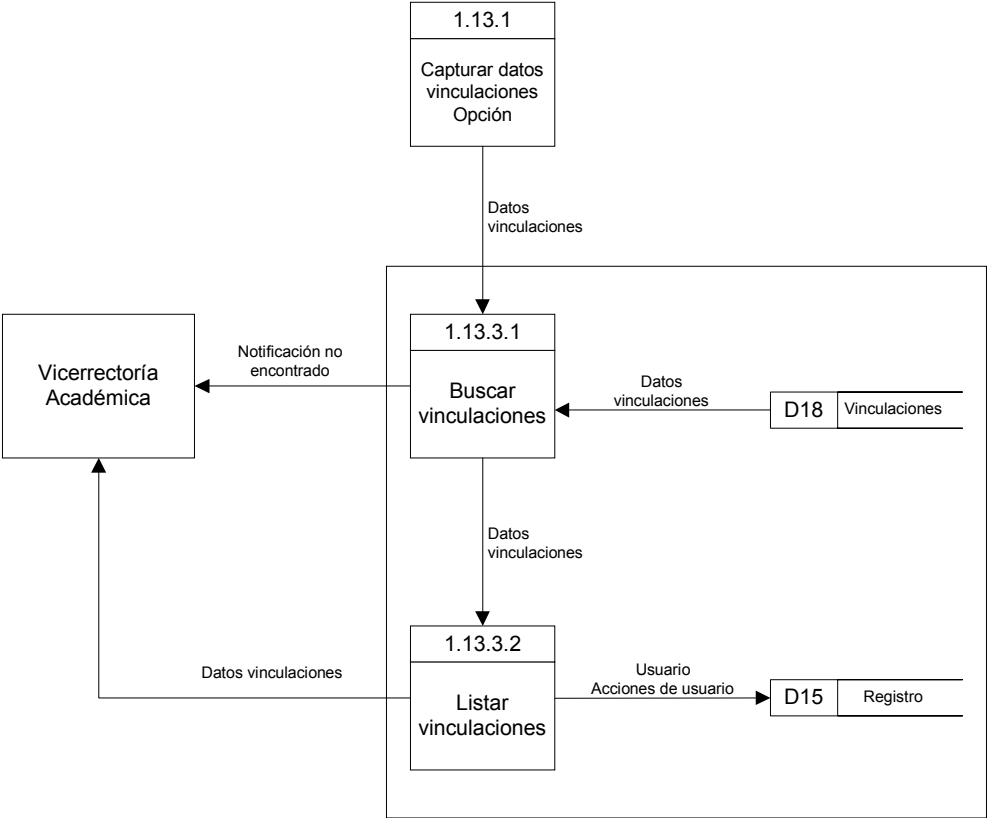 1.13.1
Capturar datos
vinculaciones
Opción
Datos
vinculaciones
1.13.3.1
Buscar
vinculaciones
Notificación no
encontrado
Vicerrectoría
Académica
Datos
vinculaciones
D18
Vinculaciones
Datos
vinculaciones
1.13.3.2
Listar
vinculaciones
Datos vinculaciones
Usuario
Acciones de usuario
D15
Registro